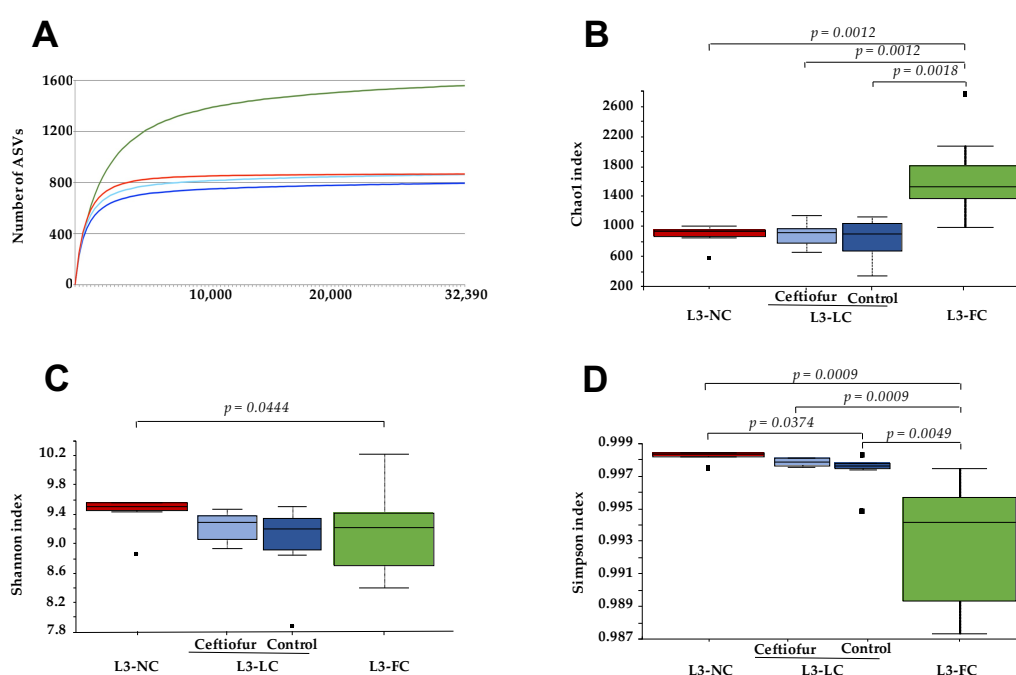 A
1600
1200
800
400
0
Number of ASVs
10,000
20,000
32,390
B
p = 0.0012
p = 0.0012
p = 0.0018
2600
2200
1800
1400
1000
600
200
Chao1 index
Ceftiofur
Control
L3-NC
L3-LC
L3-FC
C
p = 0.0444
10.2
9.8
9.4
9.0
8.6
8.2
7.8
Shannon index
Ceftiofur
Control
L3-NC
L3-LC
L3-FC
D
p = 0.0009
p = 0.0009
p = 0.0374
p = 0.0049
0.999
0.997
0.995
0.993
0.991
0.989
0.987
Simpson index
Ceftiofur
Control
L3-NC
L3-LC
L3-FC